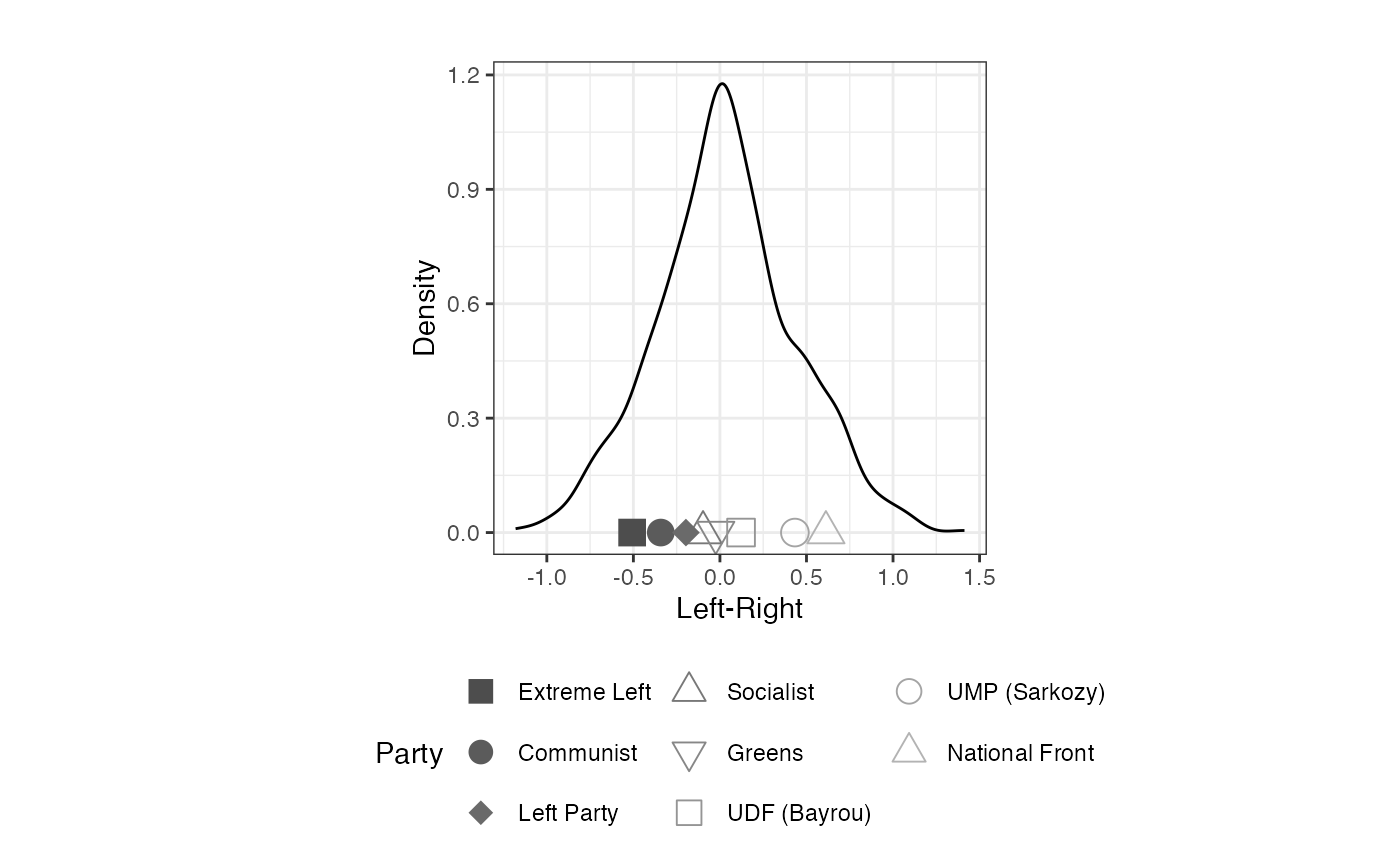 1.2
0.9
0.6
0.3
0.0
Density
-1.0 -0.5 0.0 0.5 1.0 1.5
Left-Right
Party
Extreme Left
Communist
Left Party
Socialist
Greens
UDF (Bayrou)
UMP (Sarkozy)
National Front